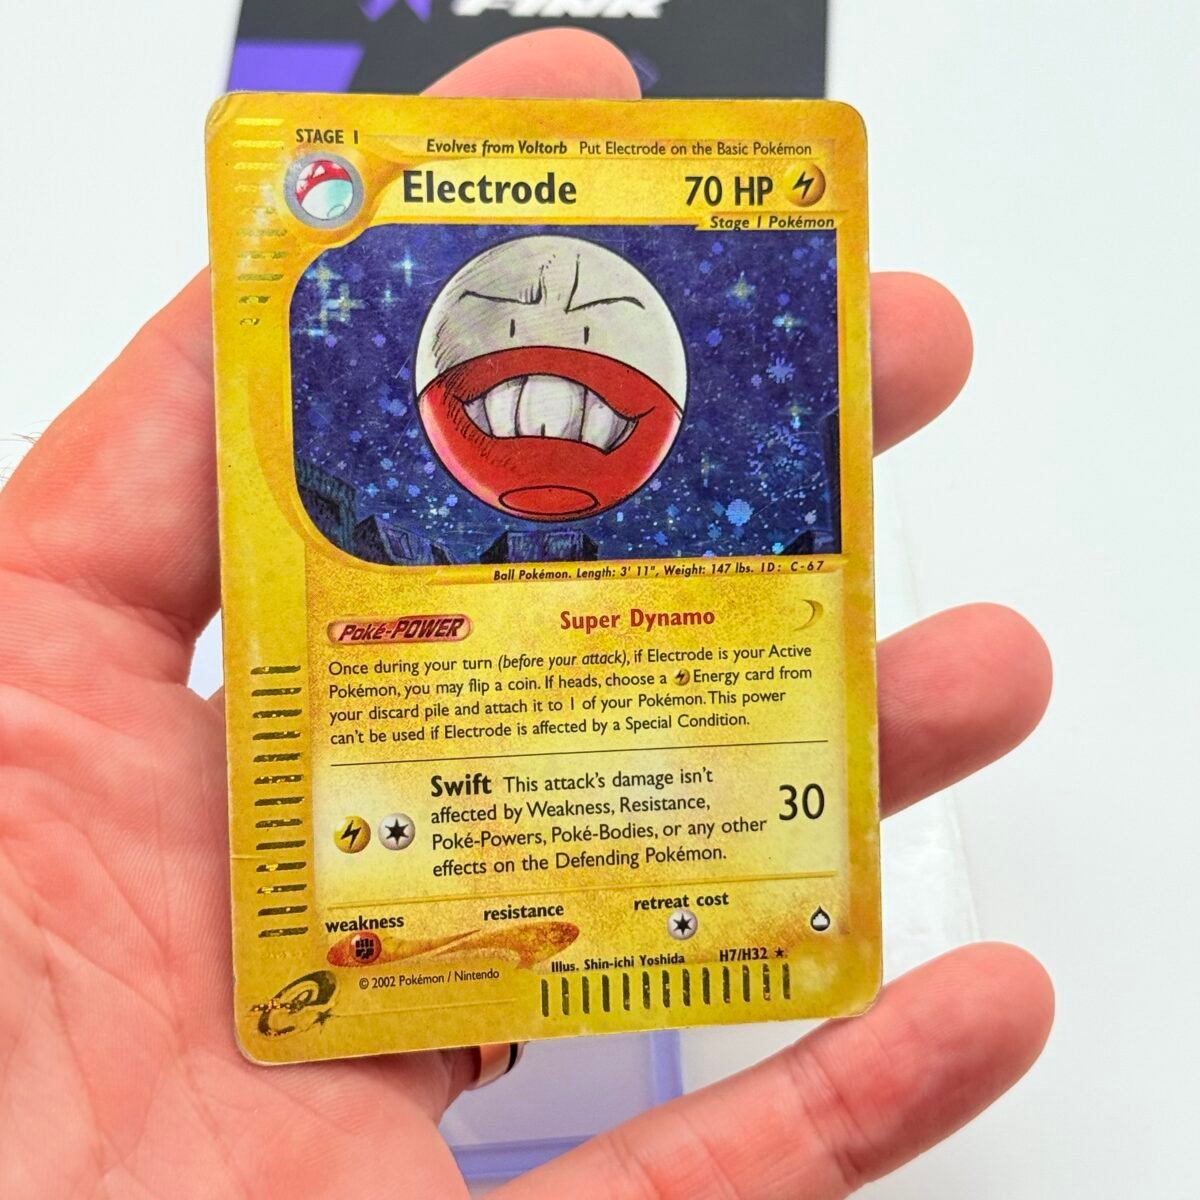 STAGE 1
Evolves from Voltorb Put Electrode on the Basic Pokémon
Electrode 70 HP
Stage 1 Pokémon
Ball Pokémon. Length: 3' 11", Weight: 147 lbs. ID: C-67
Poké-POWER Super Dynamo
Once during your turn (before your attack), if Electrode is your Active
Pokémon, you may flip a coin. If heads, choose a Energy card from
your discard pile and attach it to 1 of your Pokémon. This power
can't be used if Electrode is affected by a Special Condition.
Swift This attack's damage isn't
affected by Weakness, Resistance,
Poké-Powers, Poké-Bodies, or any other
effects on the Defending Pokémon.
30
weakness resistance retreat cost
Illus. Shin-ichi Yoshida H7/H32 ★
© 2002 Pokémon / Nintendo
e